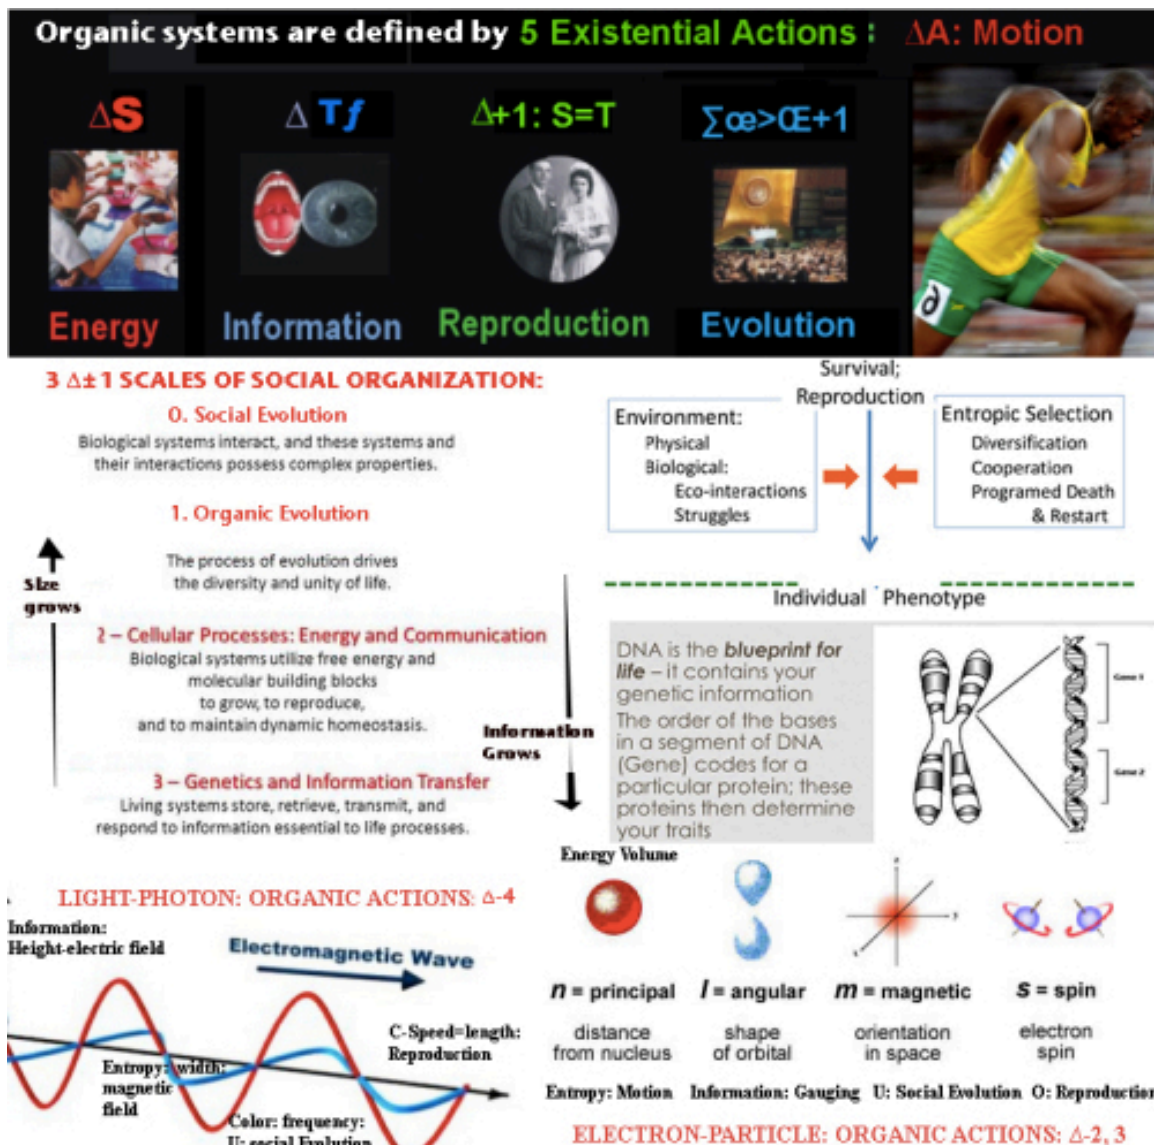 Organic systems are defined by 5 Existential Actions : ΔA: Motion
ΔS
Δ Tƒ
Δ+1: S=T
∑œ>Œ+1
Energy
Information
Reproduction
Evolution
3 Δ±1 SCALES OF SOCIAL ORGANIZATION:
0. Social Evolution
Biological systems interact, and these systems and
their interactions possess complex properties.
1. Organic Evolution
The process of evolution drives
the diversity and unity of life.
Size
grows
2 – Cellular Processes: Energy and Communication
Biological systems utilize free energy and
molecular building blocks
to grow, to reproduce,
and to maintain dynamic homeostasis.
Information
Grows
3 – Genetics and Information Transfer
Living systems store, retrieve, transmit, and
respond to information essential to life processes.
Survival;
Reproduction
Environment:
Physical
Biological:
Eco-interactions
Struggles
Entropic Selection
Diversification
Cooperation
Programed Death
& Restart
Individual Phenotype
DNA is the blueprint for
life – it contains your
genetic information
The order of the bases
in a segment of DNA
(Gene) codes for a
particular protein; these
proteins then determine
your traits
Gene 1
Gene 2
LIGHT-PHOTON: ORGANIC ACTIONS: Δ-4
Information:
Height-electric field
Electromagnetic Wave
C-Speed=length:
Reproduction
Entropy: width:
magnetic
field
Color: frequency:
U: social Evolution
Energy Volume
n = principal
distance
from nucleus
l = angular
shape
of orbital
m = magnetic
orientation
in space
s = spin
electron
spin
Entropy: Motion Information: Gauging U: Social Evolution O: Reproduction
ELECTRON-PARTICLE: ORGANIC ACTIONS: Δ-2, 3